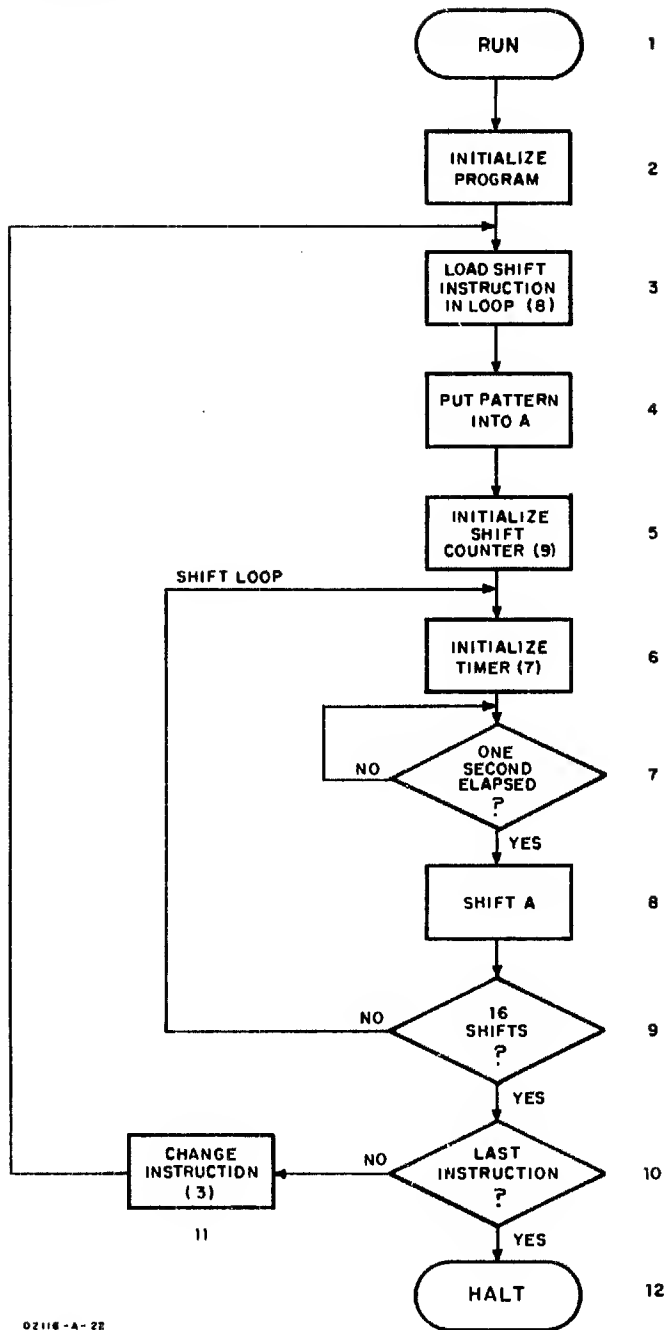 RUN
1
INITIALIZE
PROGRAM
2
LOAD SHIFT
INSTRUCTION
IN LOOP (8)
3
PUT PATTERN
INTO A
4
INITIALIZE
SHIFT
COUNTER (9)
5
SHIFT LOOP
INITIALIZE
TIMER (7)
6
ONE
SECOND
ELAPSED
?
NO
7
YES
SHIFT A
8
16
SHIFTS
?
NO
9
YES
LAST
INSTRUCTION
?
NO
10
CHANGE
INSTRUCTION
(3)
11
YES
HALT
12
02116-A-22